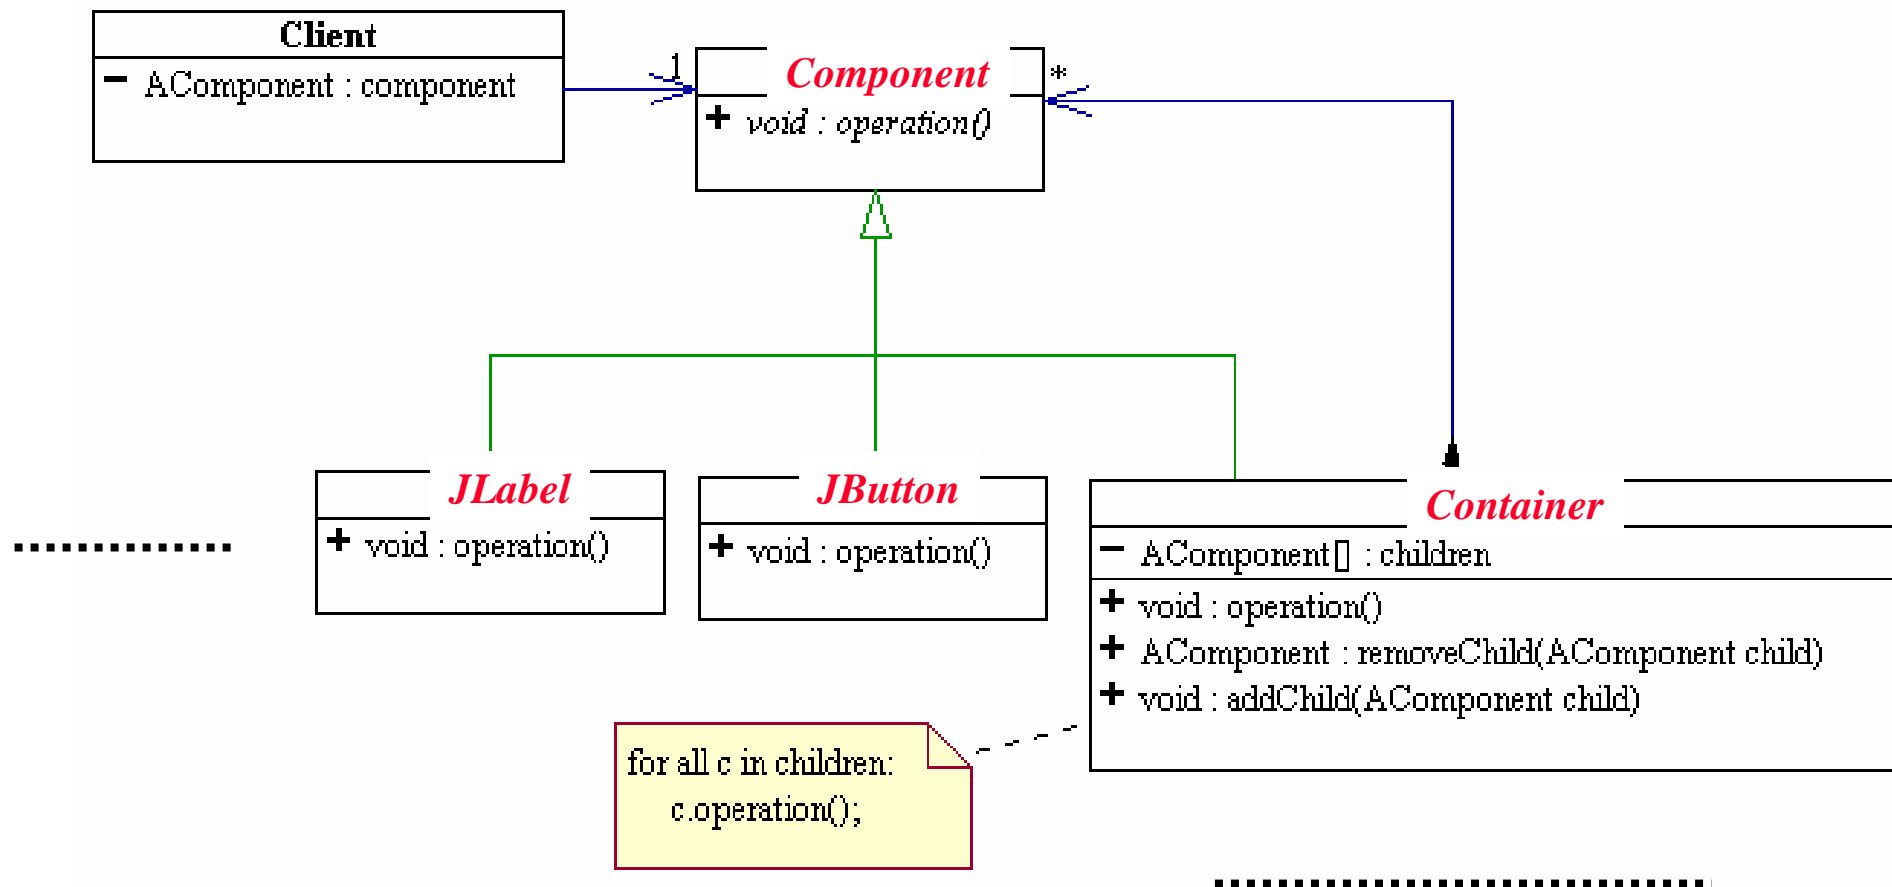 Client
− AComponent : component
1
Component
*
+ void : operation()
JLabel
+ void : operation()
JButton
+ void : operation()
Container
− AComponent[] : children
+ void : operation()
+ AComponent : removeChild(AComponent child)
+ void : addChild(AComponent child)
for all c in children:
c.operation();